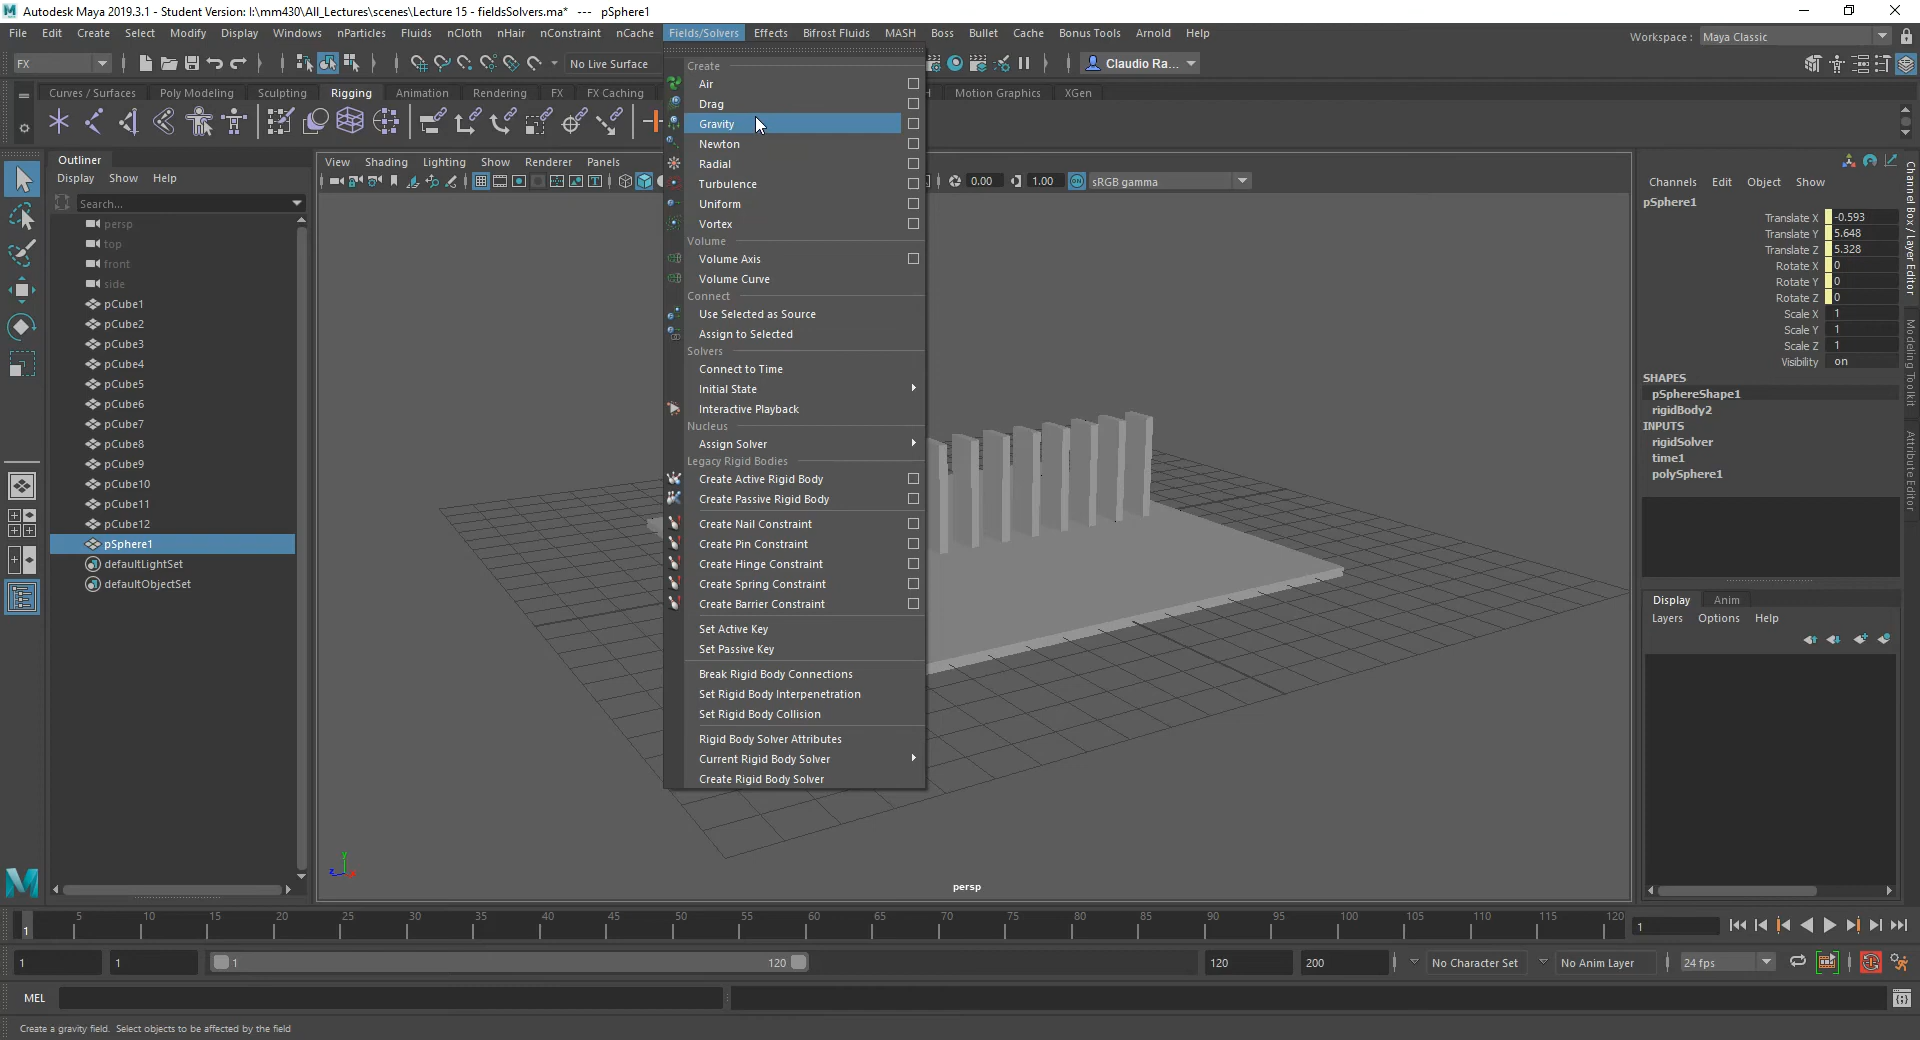 Autodesk Maya 2019.3.1 - Student Version: I:\mm430\All_Lectures\scenes\Lecture 15 - fieldsSolvers.ma* --- pSphere1
File Edit Create Select Modify Display Windows nParticles Fluids nCloth nHair nConstraint nCache Fields/Solvers Effects Bifrost Fluids MASH Boss Bullet Cache Bonus Tools Arnold Help
Workspace : Maya Classic
FX
No Live Surface
Claudio Ra...
Curves / Surfaces Poly Modeling Sculpting Rigging Animation Rendering FX FX Caching
Motion Graphics XGen
Outliner
Display Show Help
Search...
persp
top
front
side
pCube1
pCube2
pCube3
pCube4
pCube5
pCube6
pCube7
pCube8
pCube9
pCube10
pCube11
pCube12
pSphere1
defaultLightSet
defaultObjectSet
View Shading Lighting Show Renderer Panels
0.00 1.00 ON sRGB gamma
Create
Air
Drag
Gravity
Newton
Radial
Turbulence
Uniform
Vortex
Volume
Volume Axis
Volume Curve
Connect
Use Selected as Source
Assign to Selected
Solvers
Connect to Time
Initial State
Interactive Playback
Nucleus
Assign Solver
Legacy Rigid Bodies
Create Active Rigid Body
Create Passive Rigid Body
Create Nail Constraint
Create Pin Constraint
Create Hinge Constraint
Create Spring Constraint
Create Barrier Constraint
Set Active Key
Set Passive Key
Break Rigid Body Connections
Set Rigid Body Interpenetration
Set Rigid Body Collision
Rigid Body Solver Attributes
Current Rigid Body Solver
Create Rigid Body Solver
y
z
x
persp
Channels Edit Object Show
pSphere1
Translate X -0.593
Translate Y 5.648
Translate Z 5.328
Rotate X 0
Rotate Y 0
Rotate Z 0
Scale X 1
Scale Y 1
Scale Z 1
Visibility on
SHAPES
pSphereShape1
rigidBody2
INPUTS
rigidSolver
time1
polySphere1
Display Anim
Layers Options Help
Channel Box / Layer Editor
Modeling Toolkit
Attribute Editor
1 5 10 15 20 25 30 35 40 45 50 55 60 65 70 75 80 85 90 95 100 105 110 115 120
1
1 1 1 120 120 200 No Character Set No Anim Layer 24 fps
MEL
Create a gravity field. Select objects to be affected by the field